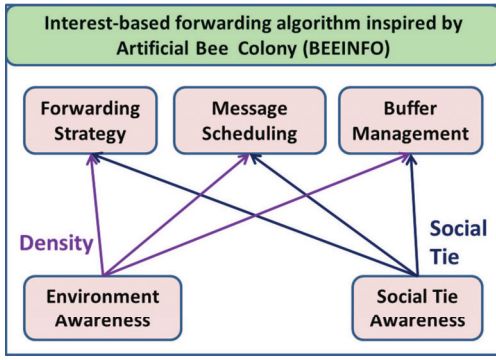 Interest-based forwarding algorithm inspired by
Artificial Bee Colony (BEEINFO)
Forwarding
Strategy
Message
Scheduling
Buffer
Management
Density
Social
Tie
Environment
Awareness
Social Tie
Awareness